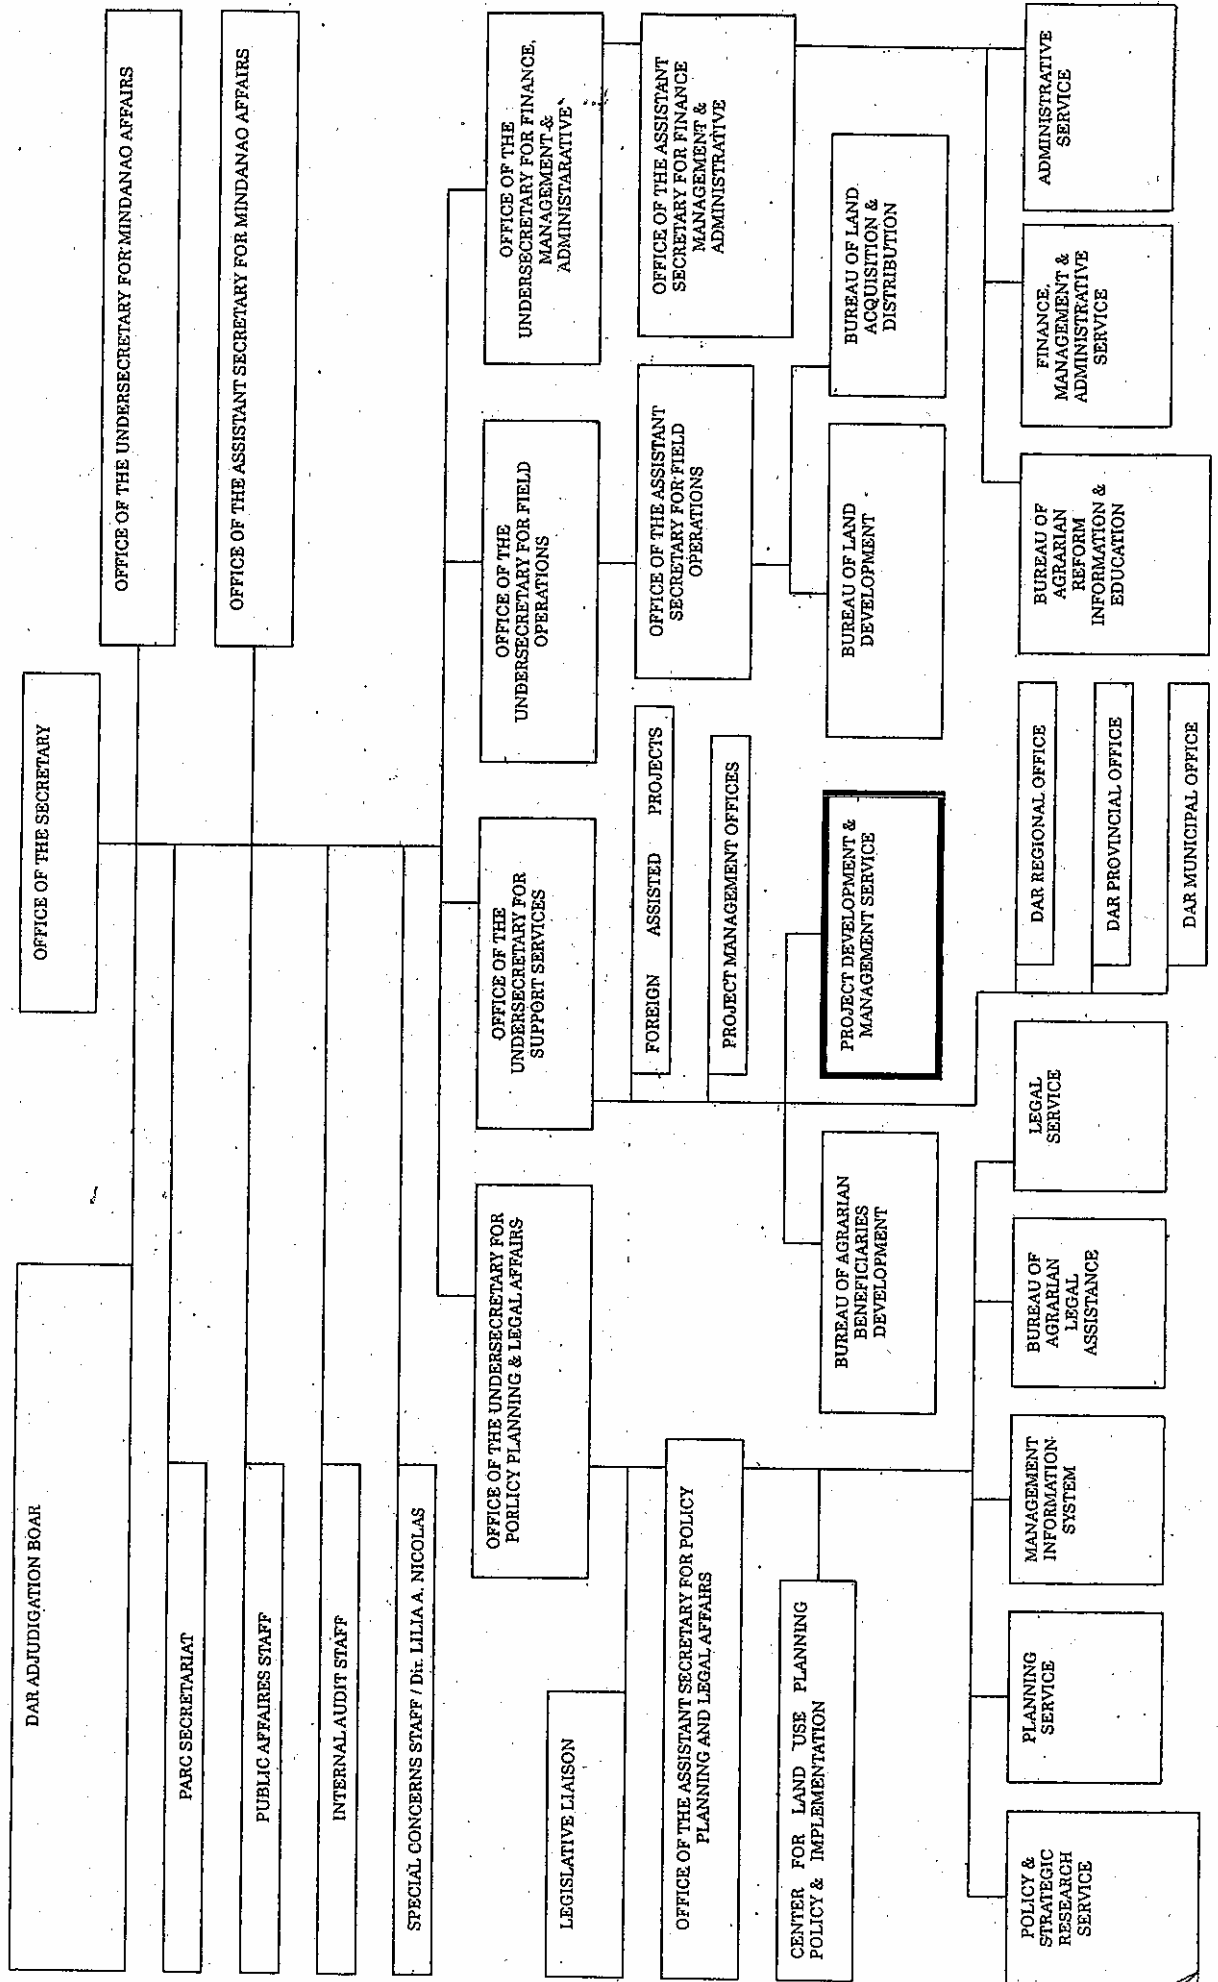 OFFICE OF THE SECRETARY
DAR ADJUDIGATION BOAR
OFFICE OF THE UNDERSECRETARY FOR MINDANAO AFFAIRS
PARC SECRETARIAT
OFFICE OF THE ASSISTANT SECRETARY FOR MINDANAO AFFAIRS
PUBLIC AFFAIRES STAFF
INTERNAL AUDIT STAFF
SPECIAL CONCERNS STAFF / Dir. LILIA A. NICOLAS
OFFICE OF THE UNDERSECRETARY FOR
PORLICY PLANNING & LEGAL AFFAIRS
OFFICE OF THE
UNDERSECRETARY FOR
SUPPORT SERVICES
OFFICE OF THE
UNDERSECRETARY FOR FIELD
OPERATIONS
OFFICE OF THE
UNDERSECRETARY FOR FINANCE,
MANAGEMENT &
ADMINISTARATIVE
LEGISLATIVE LIAISON
FOREIGN ASSISTED PROJECTS
OFFICE OF THE ASSISTANT
SECRETARY FOR FIELD
OPERATIONS
OFFICE OF THE ASSISTANT
SECRETARY FOR FINANCE
MANAGEMENT &
ADMINISTRATIVE
OFFICE OF THE ASSISTANT SECRETARY FOR POLICY
PLANNING AND LEGAL AFFAIRS
PROJECT MANAGEMENT OFFICES
CENTER FOR LAND USE PLANNING
POLICY & IMPLEMENTATION
BUREAU OF AGRARIAN
BENEFICIARIES
DEVELOPMENT
PROJECT DEVELOPMENT &
MANAGEMENT SERVICE
BUREAU OF LAND
DEVELOPMENT
BUREAU OF LAND
ACQUISITION &
DISTRIBUTION
POLICY &
STRATEGIC
RESEARCH
SERVICE
PLANNING
SERVICE
MANAGEMENT
INFORMATION
SYSTEM
BUREAU OF
AGRARIAN
LEGAL
ASSISTANCE
LEGAL
SERVICE
DAR REGIONAL OFFICE
DAR PROVINCIAL OFFICE
DAR MUNICIPAL OFFICE
BUREAU OF
AGRARIAN
REFORM
INFORMATION &
EDUCATION
FINANCE,
MANAGEMENT &
ADMINISTRATIVE
SERVICE
ADMINISTRATIVE
SERVICE